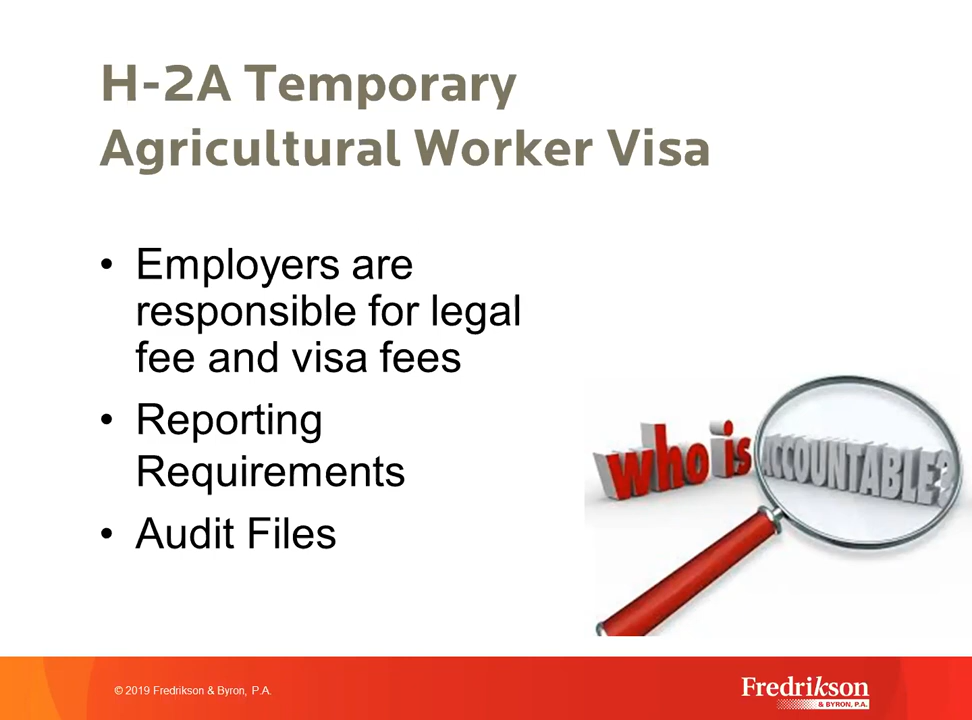 H-2A Temporary
Agricultural Worker Visa
• Employers are
responsible for legal
fee and visa fees
• Reporting
Requirements
• Audit Files
who is ACCOUNTABLE?
© 2019 Fredrikson & Byron, P.A.
Fredrikson
& BYRON, P.A.